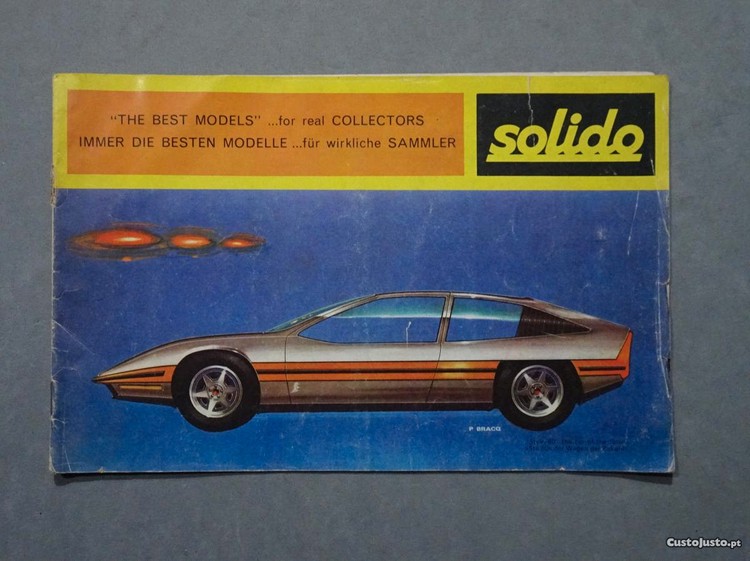 "THE BEST MODELS" ...for real COLLECTORS
IMMER DIE BESTEN MODELLE ...für wirkliche SAMMLER
solido
P BRACQ
CustoJusto.pt